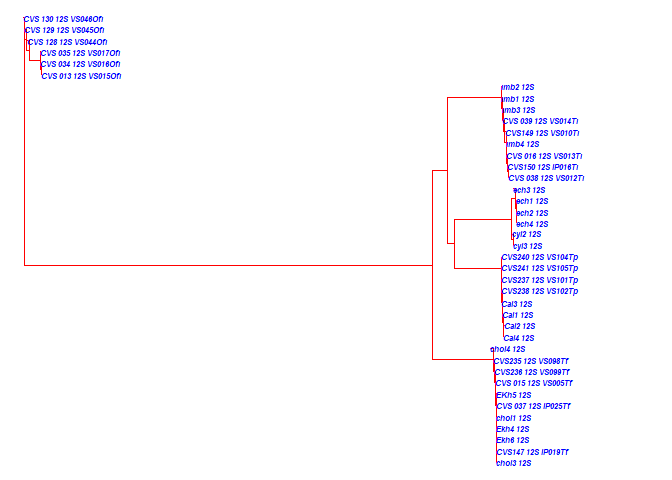 CVS 130 12S VS046Ofi
CVS 129 12S VS045Ofi
CVS 128 12S VS044Ofi
CVS 035 12S VS017Ofi
CVS 034 12S VS016Ofi
CVS 013 12S VS015Ofi
imb2 12S
imb1 12S
imb3 12S
CVS 039 12S VS014Ti
CVS149 12S VS010Ti
imb4 12S
CVS 016 12S VS013Ti
CVS150 12S IP016Ti
CVS 038 12S VS012Ti
ech3 12S
ech1 12S
ech2 12S
ech4 12S
cyl2 12S
cyl3 12S
CVS240 12S VS104Tp
CVS241 12S VS105Tp
CVS237 12S VS101Tp
CVS238 12S VS102Tp
Cal3 12S
Cal1 12S
Cal2 12S
Cal4 12S
chol4 12S
CVS235 12S VS098Tf
CVS236 12S VS099Tf
CVS 015 12S VS005Tf
EKh5 12S
CVS 037 12S IP025Tf
chol1 12S
Ekh4 12S
Ekh6 12S
CVS147 12S IP019Tf
chol3 12S